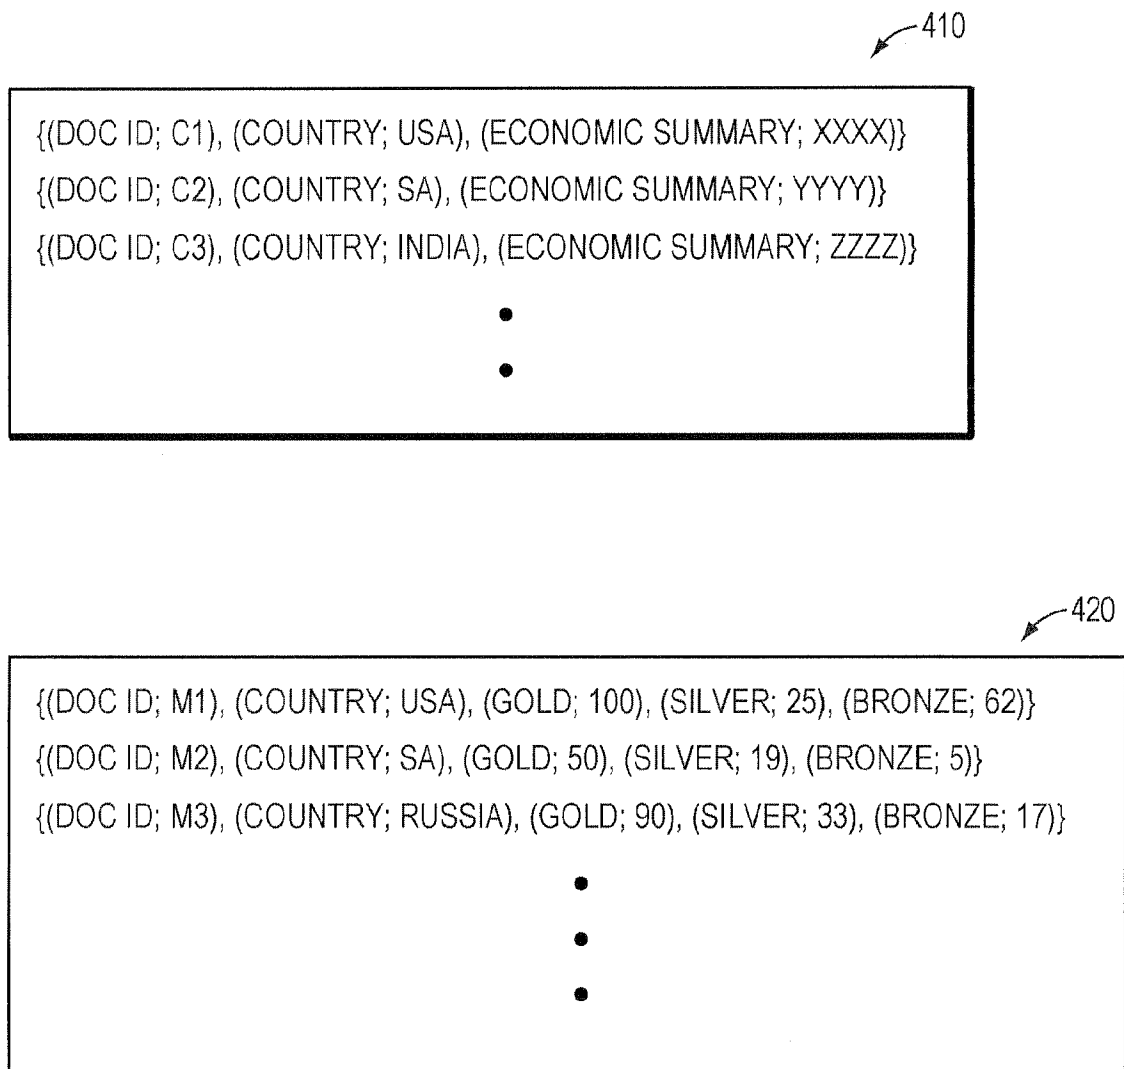 410
{(DOC ID; C1), (COUNTRY; USA), (ECONOMIC SUMMARY; XXXX)}
{(DOC ID; C2), (COUNTRY; SA), (ECONOMIC SUMMARY; YYYY)}
{(DOC ID; C3), (COUNTRY; INDIA), (ECONOMIC SUMMARY; ZZZZ)}
420
{(DOC ID; M1), (COUNTRY; USA), (GOLD; 100), (SILVER; 25), (BRONZE; 62)}
{(DOC ID; M2), (COUNTRY; SA), (GOLD; 50), (SILVER; 19), (BRONZE; 5)}
{(DOC ID; M3), (COUNTRY; RUSSIA), (GOLD; 90), (SILVER; 33), (BRONZE; 17)}